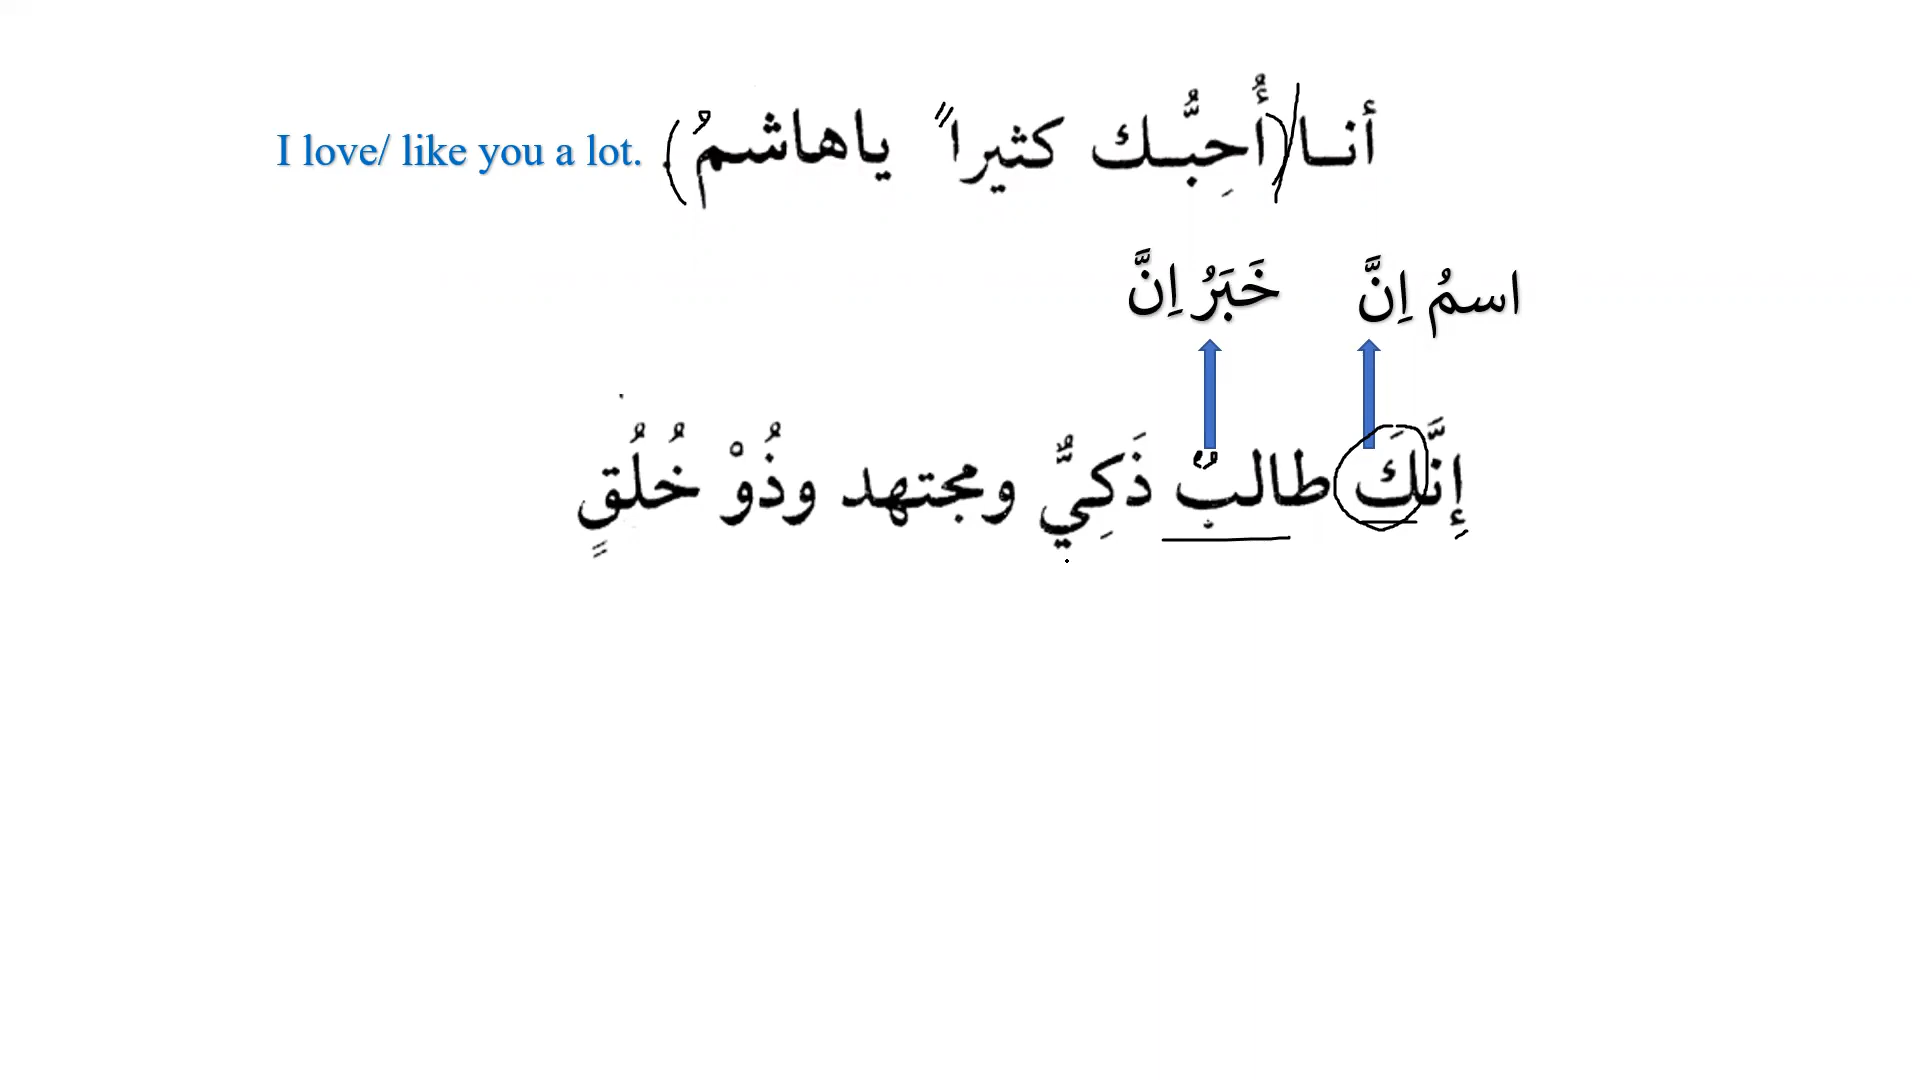 أنا أُحِبُّك كثيراً ياهاشمُ. I love/ like you a lot.
اسمُ اِنَّ خَبَرُ اِنَّ
إِنَّكَ طالبٌ ذَكِيٌّ ومجتهد وذُوْ خُلُقٍ